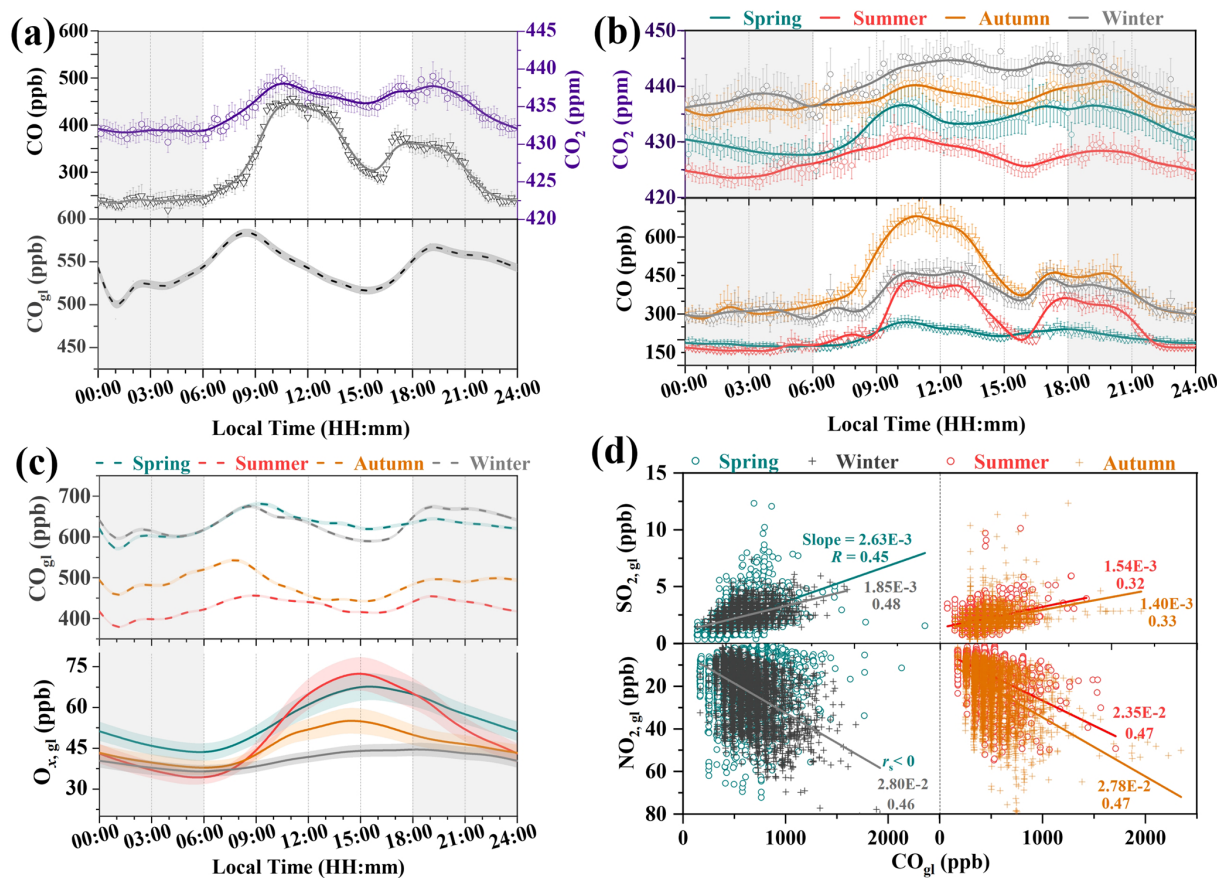 (a)
CO (ppb)
600
500
400
300
CO2 (ppm)
445
440
435
430
425
420
COgl (ppb)
600
550
500
450
00:00 03:00 06:00 09:00 12:00 15:00 18:00 21:00 24:00
Local Time (HH:mm)
(b)
Spring Summer Autumn Winter
CO2 (ppm)
450
440
430
420
CO (ppb)
600
450
300
150
00:00 03:00 06:00 09:00 12:00 15:00 18:00 21:00 24:00
Local Time (HH:mm)
(c)
Spring Summer Autumn Winter
COgl (ppb)
700
600
500
400
Ox, gl (ppb)
75
60
45
30
00:00 03:00 06:00 09:00 12:00 15:00 18:00 21:00 24:00
Local Time (HH:mm)
(d)
Spring Winter Summer Autumn
SO2, gl (ppb)
15
10
5
0
Slope = 2.63E-3
R = 0.45
1.85E-3
0.48
1.54E-3
0.32
1.40E-3
0.33
NO2, gl (ppb)
20
40
60
80
rs< 0
2.80E-2
0.46
2.35E-2
0.47
2.78E-2
0.47
0 1000 2000 0 1000 2000
COgl (ppb)